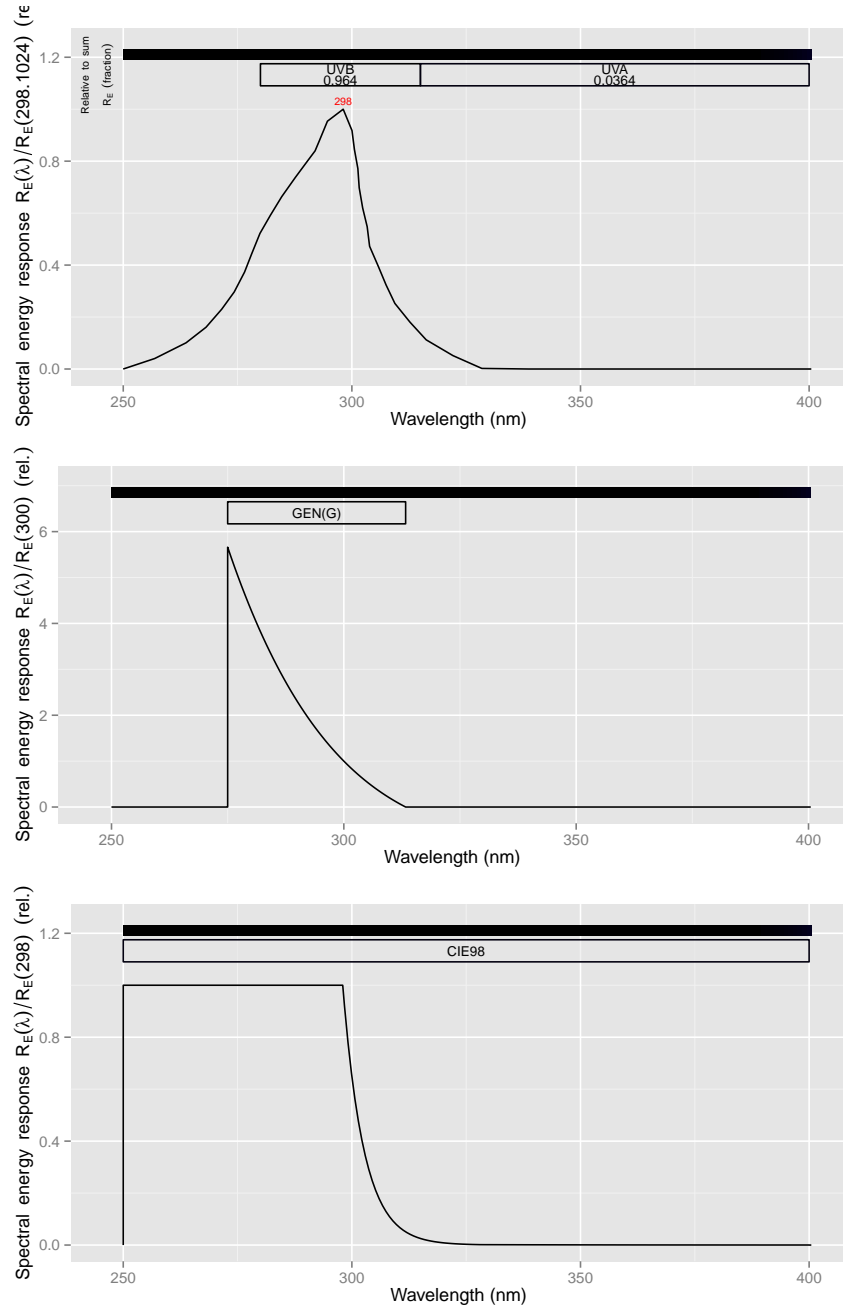 Spectral energy response R_E(λ)/R_E(298.1024) (re
Relative to sum
R_E (fraction)
UVB
0.964
UVA
0.0364
298
1.2
0.8
0.4
0.0
250
300
350
400
Wavelength (nm)
Spectral energy response R_E(λ)/R_E(300) (rel.)
GEN(G)
6
4
2
0
250
300
350
400
Wavelength (nm)
Spectral energy response R_E(λ)/R_E(298) (rel.)
CIE98
1.2
0.8
0.4
0.0
250
300
350
400
Wavelength (nm)